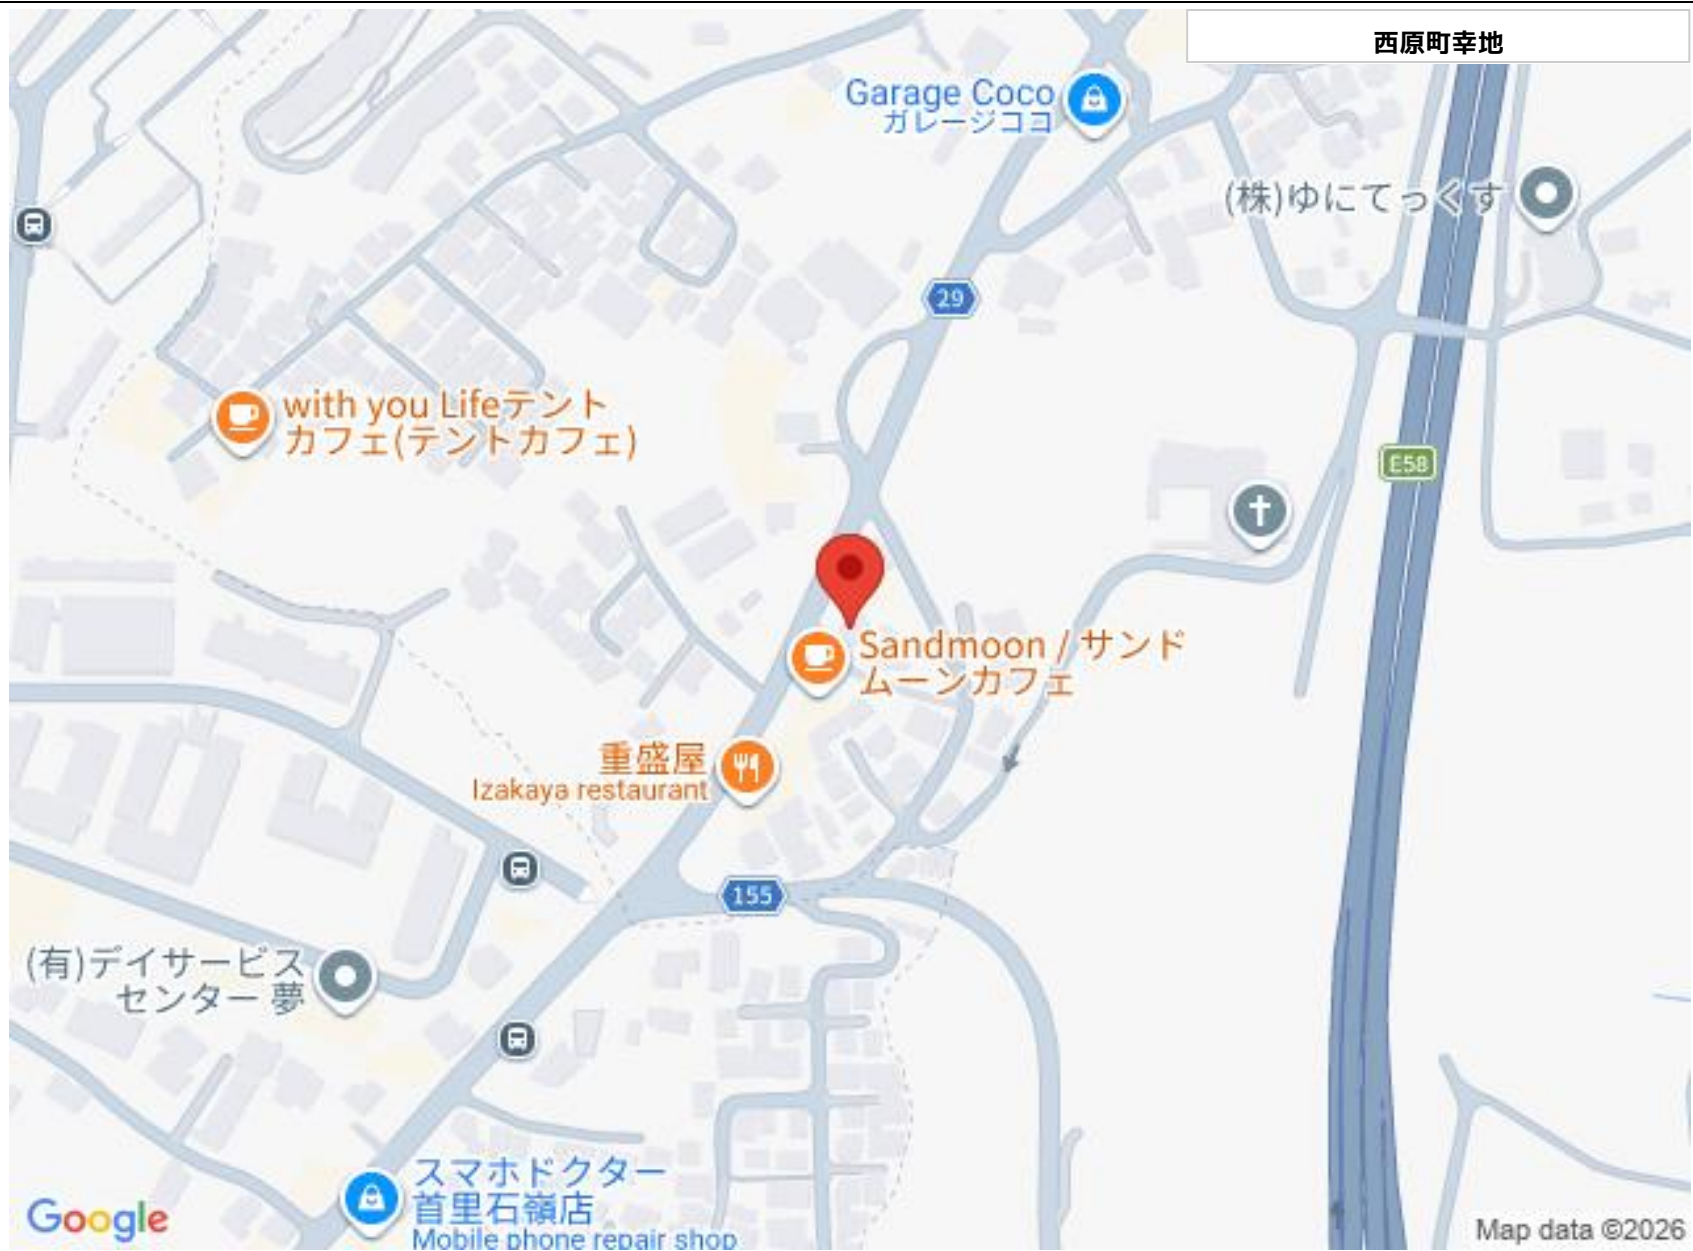 西原町幸地
Garage Coco
ガレージココ
(株)ゆにてっくす
29
with you Lifeテント
カフェ(テントカフェ)
E58
Sandmoon / サンド
ムーンカフェ
重盛屋
Izakaya restaurant
155
(有)デイサービス
センター 夢
スマホドクター
首里石嶺店
Mobile phone repair shop
Google
Map data ©2026